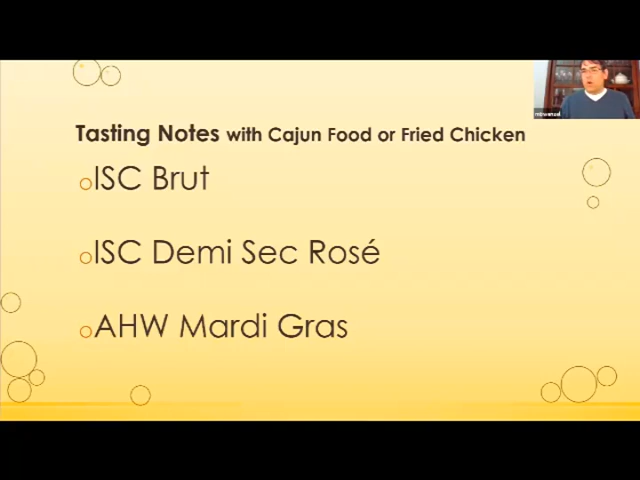 Tasting Notes with Cajun Food or Fried Chicken
ISC Brut
ISC Demi Sec Rosé
AHW Mardi Gras